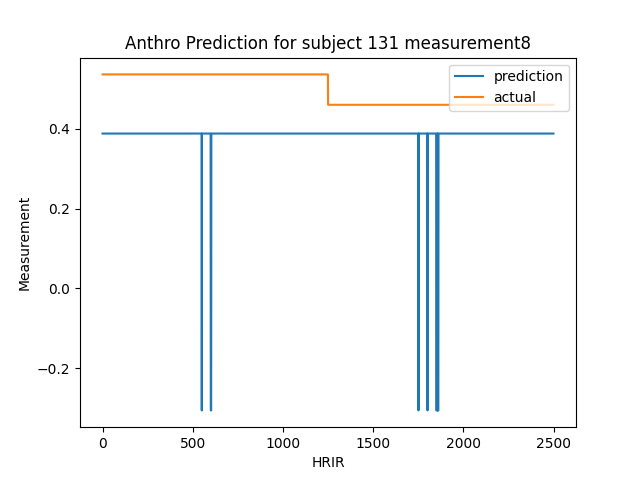 Anthro Prediction for subject 131 measurement8
prediction
actual
0.4
0.2
0.0
−0.2
Measurement
0 500 1000 1500 2000 2500
HRIR